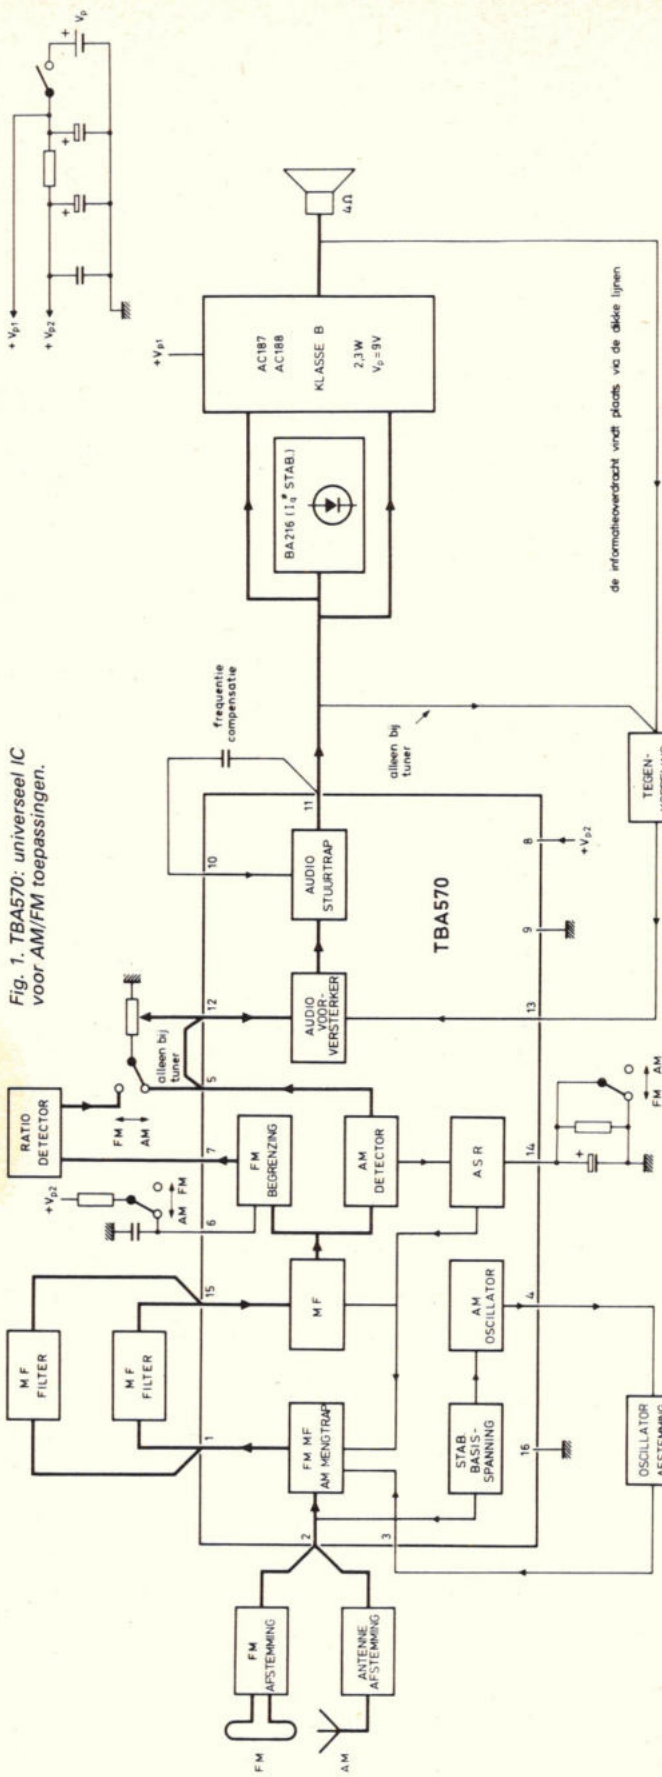 Fig. 1. TBA570: universeel IC
voor AM/FM toepassingen.
FM
AM
FM
AFSTEMMING
ANTENNE
AFSTEMMING
2
3
FM MF
AM MENGTRAP
1
MF
FILTER
MF
FILTER
15
MF
STAB.
BASIS-
SPANNING
16
AM
OSCILLATOR
4
OSCILLATOR
AFSTEMMING
+Vp2
AM FM
6
7
FM
BEGRENZING
AM
DETECTOR
ASR
14
FM AM
RATIO
DETECTOR
FM
AM
alleen bij
tuner
5
12
AUDIO
VOOR-
VERSTERKER
13
AUDIO
STUURTRAP
10
11
frequentie
compensatie
TBA570
9
8
+Vp2
alleen bij
tuner
TEGEN-
BA216 (Iq* STAB.)
+Vp1
AC187
AC188
KLASSE B
2,3W
Vp = 9V
4Ω
de informatieoverdracht vindt plaats via de dikke lijnen
+Vp1
+Vp2
+
+
+
Vp